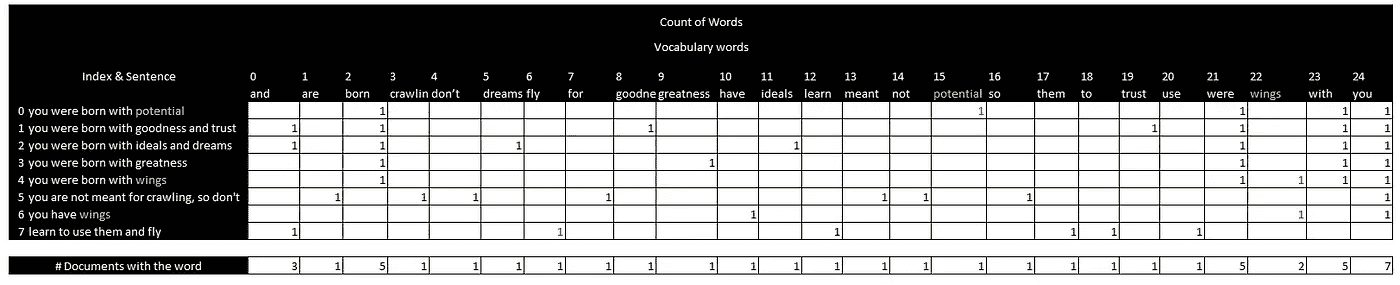 Count of Words
Vocabulary words
Index & Sentence 0 1 2 3 4 5 6 7 8 9 10 11 12 13 14 15 16 17 18 19 20 21 22 23 24
and are born crawlin don't dreams fly for goodne greatness have ideals learn meant not potential so them to trust use were wings with you
0 you were born with potential 1 1 1 1 1
1 you were born with goodness and trust 1 1 1 1 1 1 1
2 you were born with ideals and dreams 1 1 1 1 1 1 1
3 you were born with greatness 1 1 1 1 1
4 you were born with wings 1 1 1 1 1
5 you are not meant for crawling, so don't 1 1 1 1 1 1 1 1
6 you have wings 1 1 1
7 learn to use them and fly 1 1 1 1 1 1
# Documents with the word 3 1 5 1 1 1 1 1 1 1 1 1 1 1 1 1 1 1 1 1 1 5 2 5 7